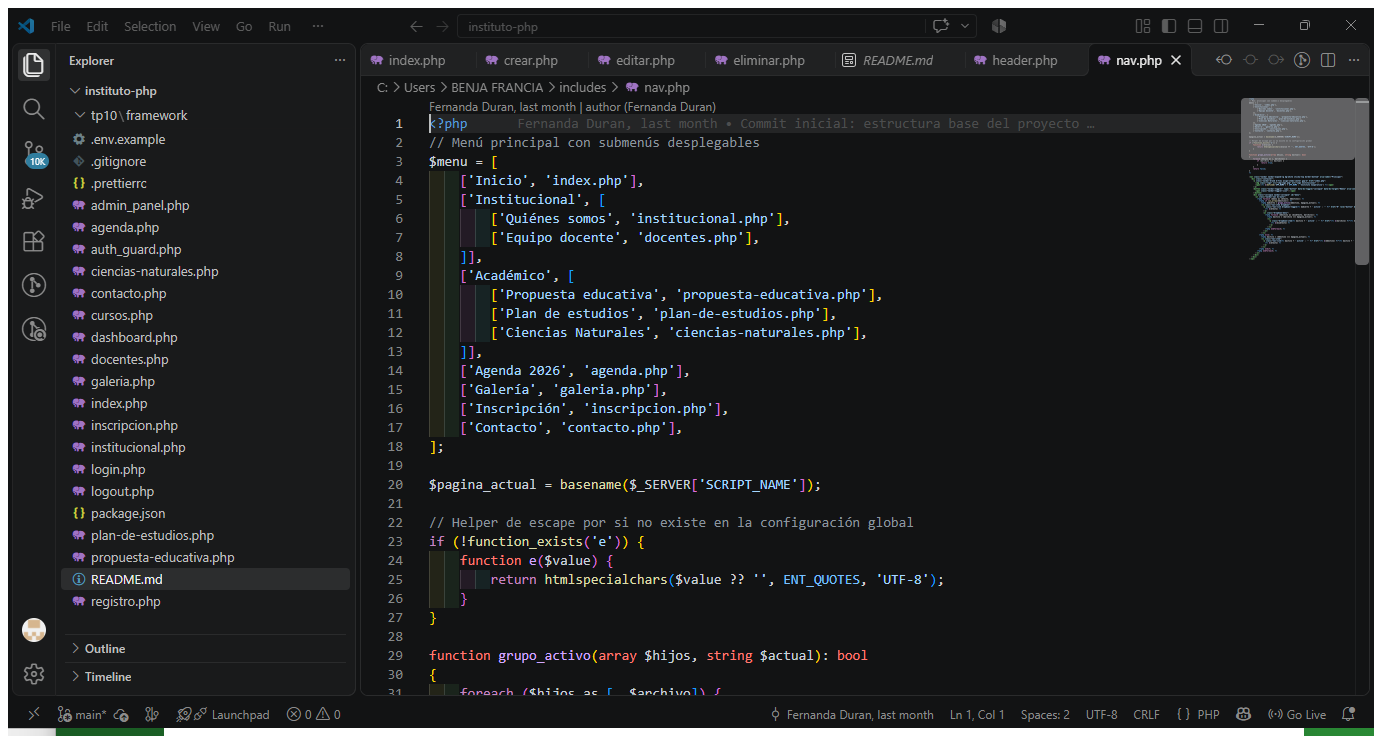 File Edit Selection View Go Run ··· instituto-php
Explorer ···
instituto-php
tp10 \ framework
.env.example
.gitignore
{} .prettierrc
admin_panel.php
agenda.php
auth_guard.php
ciencias-naturales.php
contacto.php
cursos.php
dashboard.php
docentes.php
galeria.php
index.php
inscripcion.php
institucional.php
login.php
logout.php
{} package.json
plan-de-estudios.php
propuesta-educativa.php
README.md
registro.php
Outline
Timeline
10K
index.php crear.php editar.php eliminar.php README.md header.php nav.php ···
C: > Users > BENJA FRANCIA > includes > nav.php
Fernanda Duran, last month | author (Fernanda Duran)
1 <?php Fernanda Duran, last month • Commit inicial: estructura base del proyecto …
2 // Menú principal con submenús desplegables
3 $menu = [
4 ['Inicio', 'index.php'],
5 ['Institucional', [
6 ['Quiénes somos', 'institucional.php'],
7 ['Equipo docente', 'docentes.php'],
8 ]],
9 ['Académico', [
10 ['Propuesta educativa', 'propuesta-educativa.php'],
11 ['Plan de estudios', 'plan-de-estudios.php'],
12 ['Ciencias Naturales', 'ciencias-naturales.php'],
13 ]],
14 ['Agenda 2026', 'agenda.php'],
15 ['Galería', 'galeria.php'],
16 ['Inscripción', 'inscripcion.php'],
17 ['Contacto', 'contacto.php'],
18 ];
19
20 $pagina_actual = basename($_SERVER['SCRIPT_NAME']);
21
22 // Helper de escape por si no existe en la configuración global
23 if (!function_exists('e')) {
24 function e($value) {
25 return htmlspecialchars($value ?? '', ENT_QUOTES, 'UTF-8');
26 }
27 }
28
29 function grupo_activo(array $hijos, string $actual): bool
30 {
31 foreach ($hijos as [, $archivo]) {
main* Launchpad 0 0 Fernanda Duran, last month Ln 1, Col 1 Spaces: 2 UTF-8 CRLF {} PHP Go Live